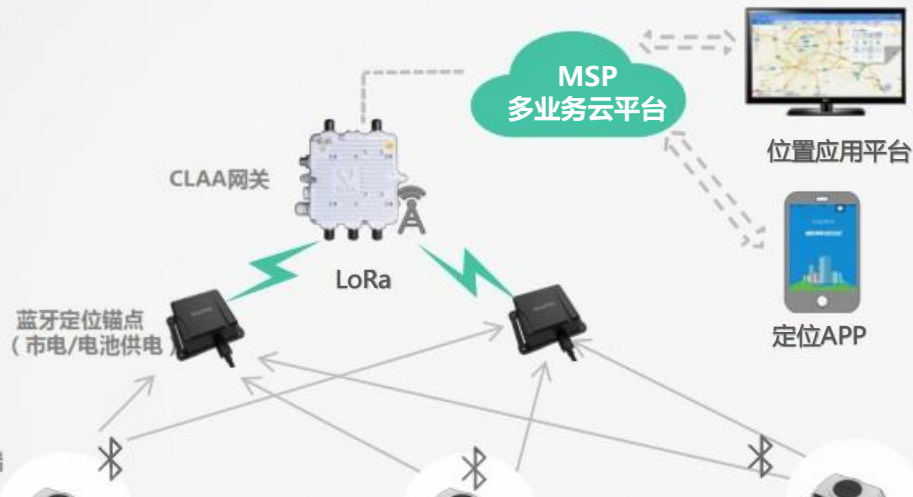 MSP
多业务云平台
位置应用平台
CLAA网关
LoRa
蓝牙定位锚点
（市电/电池供电）
定位APP